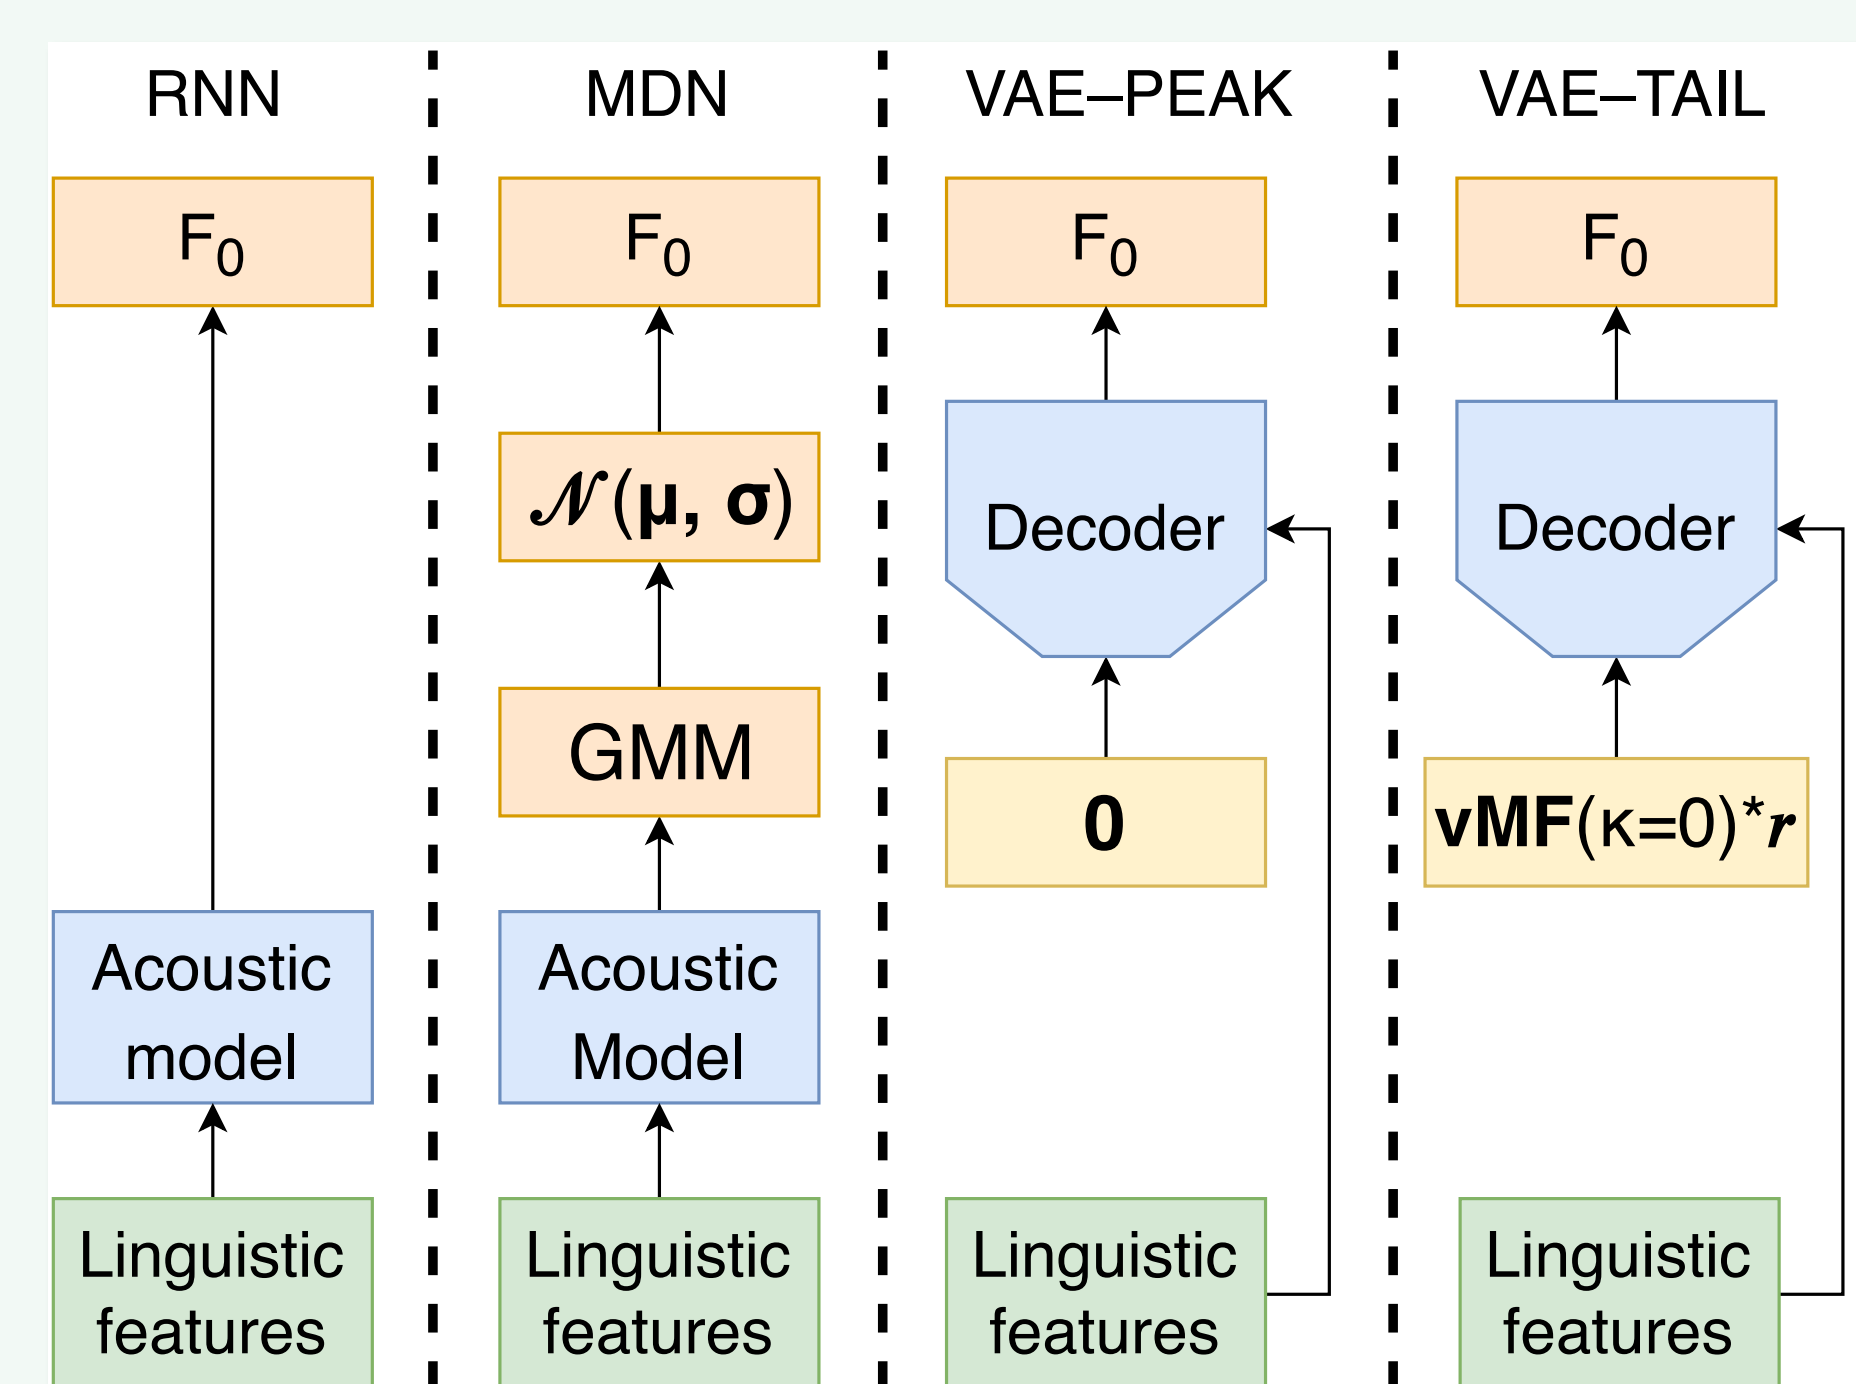 RNN
F₀
Acoustic
model
Linguistic
features
MDN
F₀
𝒩(μ, σ)
GMM
Acoustic
Model
Linguistic
features
VAE–PEAK
F₀
Decoder
0
Linguistic
features
VAE–TAIL
F₀
Decoder
vMF(κ=0)*r
Linguistic
features